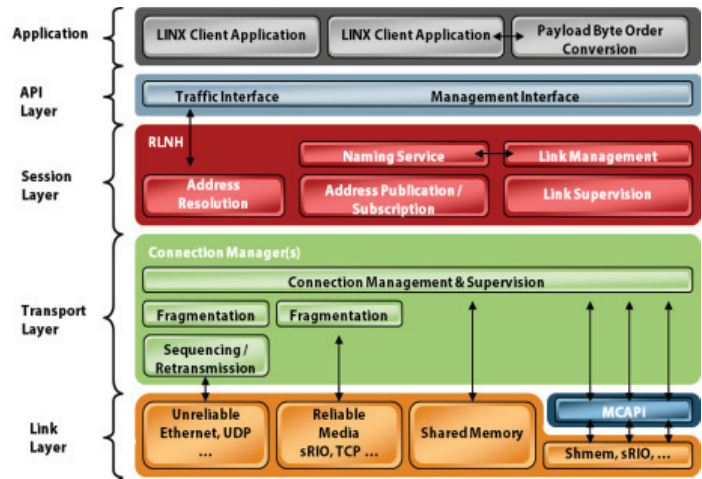 Application
LINX Client Application
LINX Client Application
Payload Byte Order
Conversion
API
Layer
Traffic Interface
Management Interface
Session
Layer
RLNH
Naming Service
Link Management
Address
Resolution
Address Publication /
Subscription
Link Supervision
Transport
Layer
Connection Manager(s)
Connection Management & Supervision
Fragmentation
Fragmentation
Sequencing /
Retransmission
Link
Layer
Unreliable
Ethernet, UDP
...
Reliable
Media
sRIO, TCP ...
Shared Memory
MCAPI
Shmem, sRIO, ...